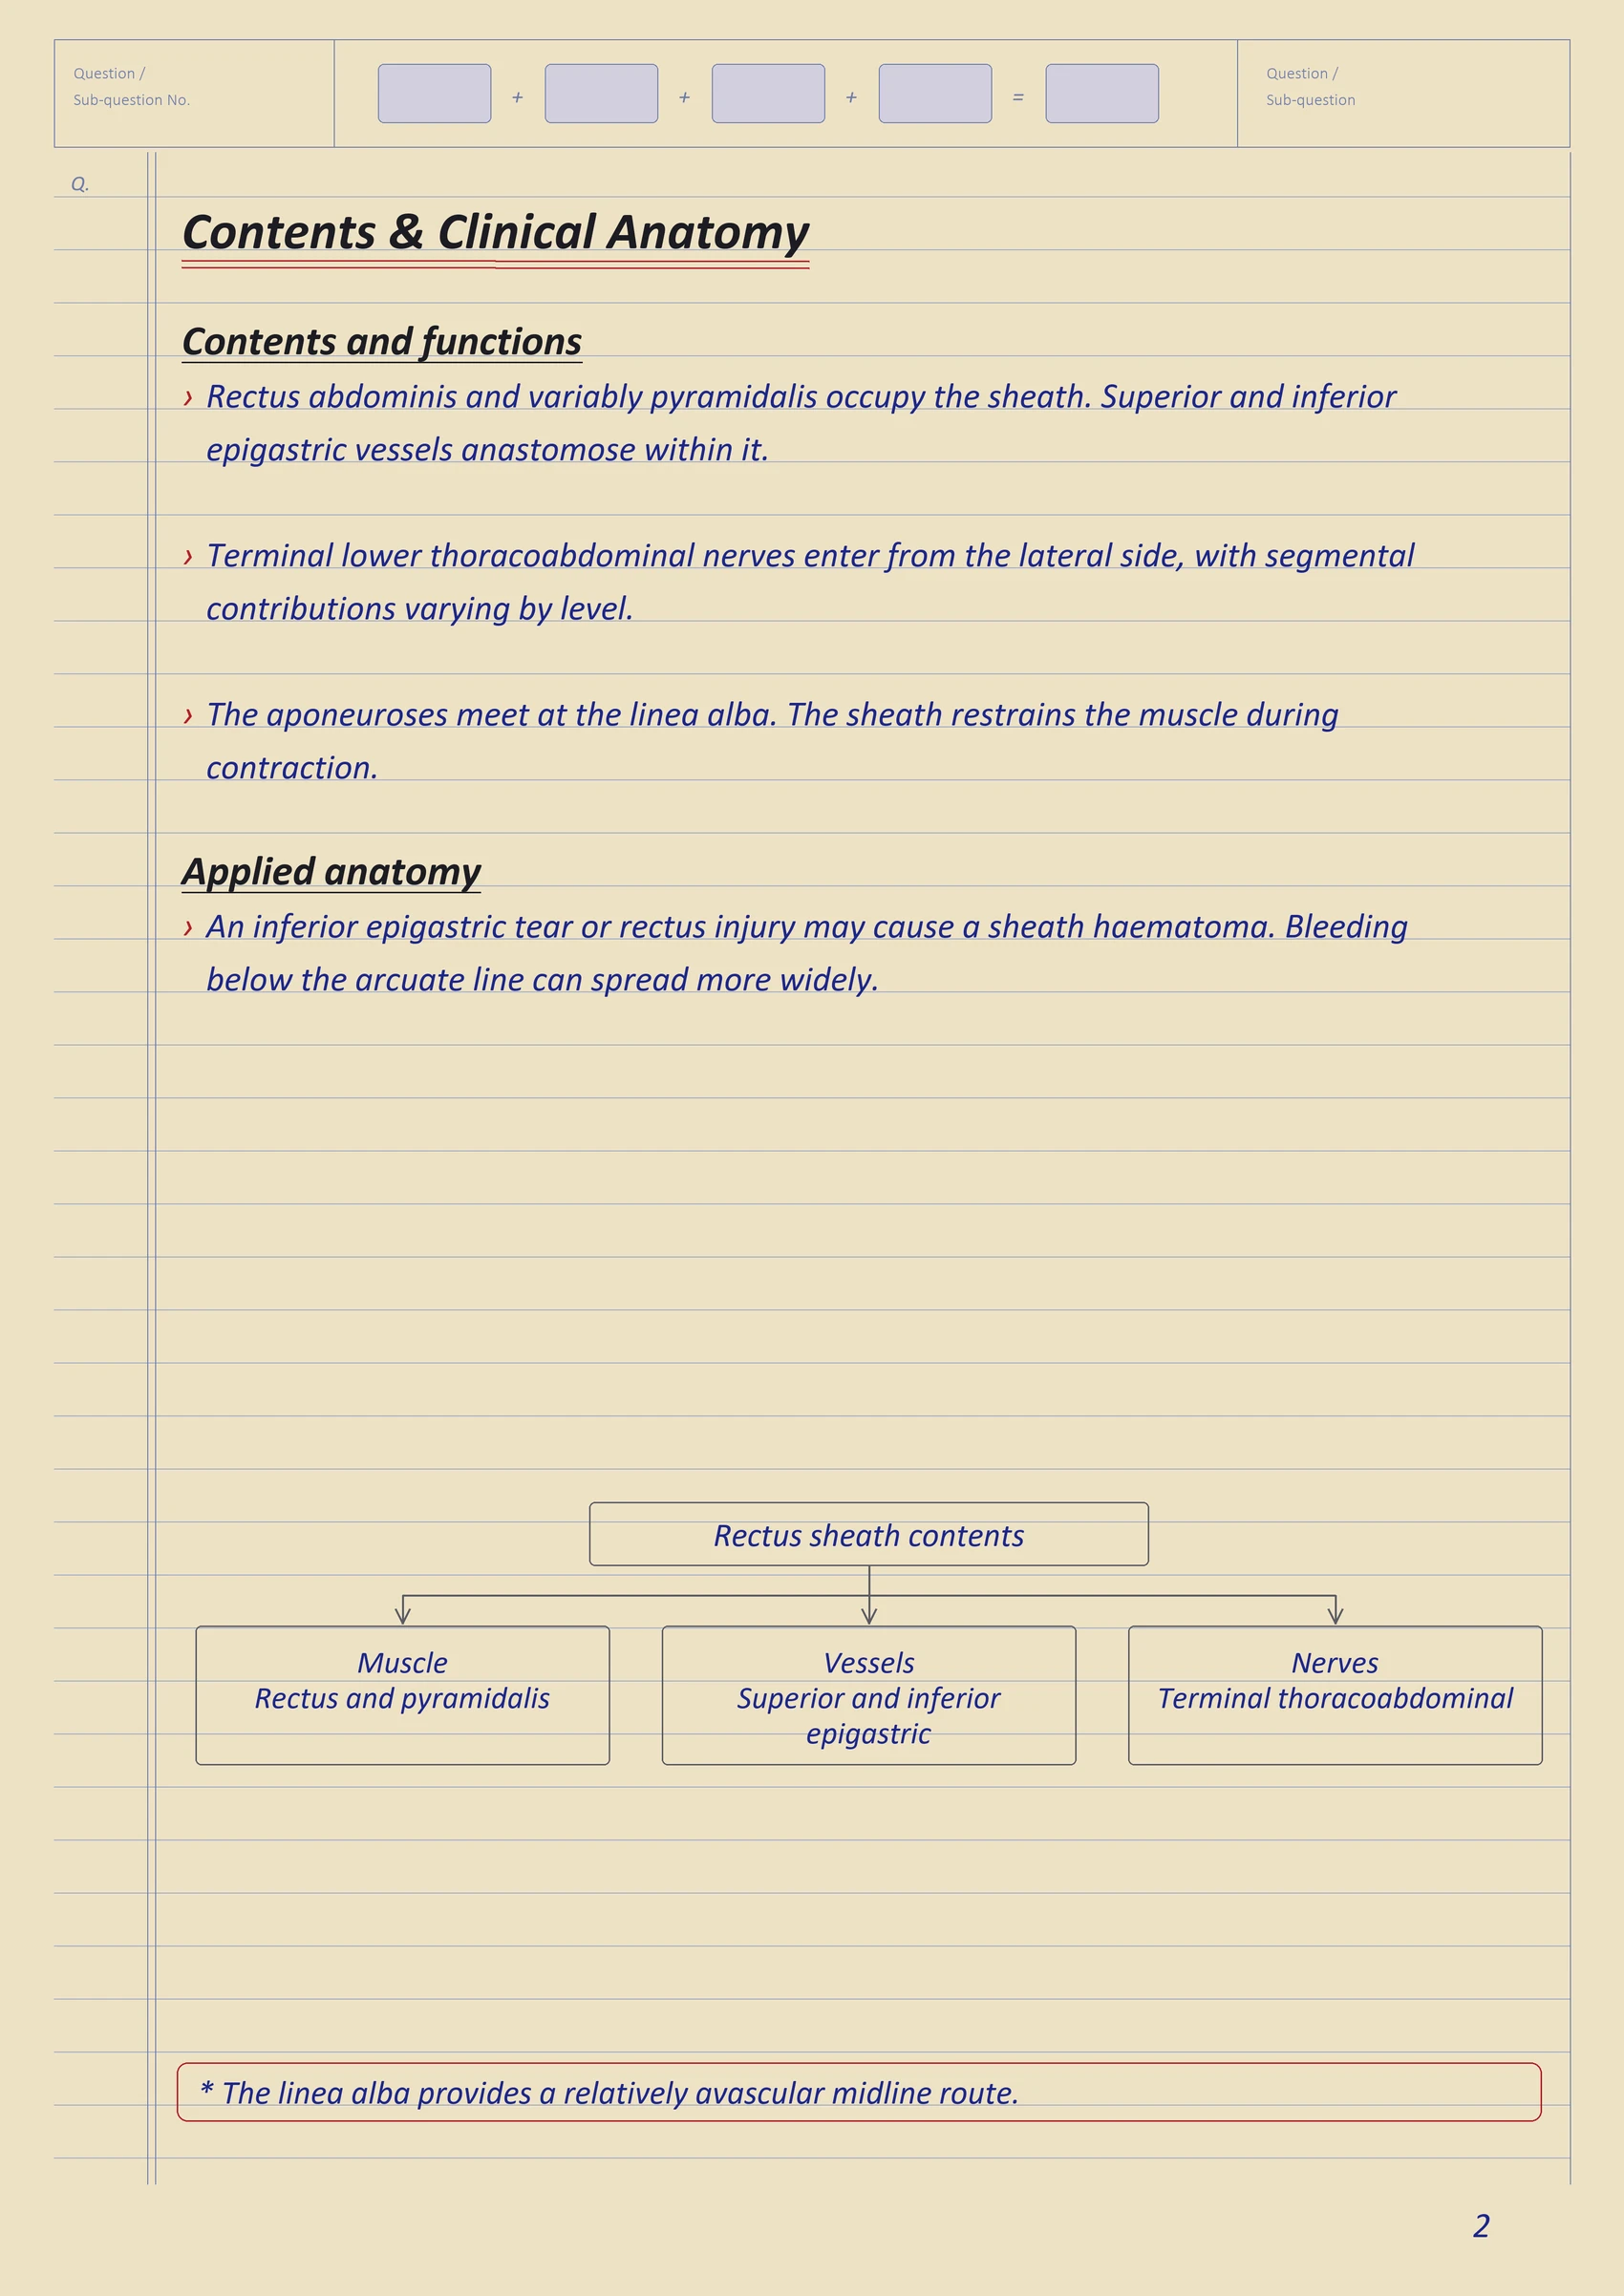 Question /
Sub-question No.
+ + + =
Question /
Sub-question
Q.
Contents & Clinical Anatomy
Contents and functions
› Rectus abdominis and variably pyramidalis occupy the sheath. Superior and inferior
epigastric vessels anastomose within it.
› Terminal lower thoracoabdominal nerves enter from the lateral side, with segmental
contributions varying by level.
› The aponeuroses meet at the linea alba. The sheath restrains the muscle during
contraction.
Applied anatomy
› An inferior epigastric tear or rectus injury may cause a sheath haematoma. Bleeding
below the arcuate line can spread more widely.
Rectus sheath contents
Muscle
Rectus and pyramidalis
Vessels
Superior and inferior
epigastric
Nerves
Terminal thoracoabdominal
* The linea alba provides a relatively avascular midline route.
2